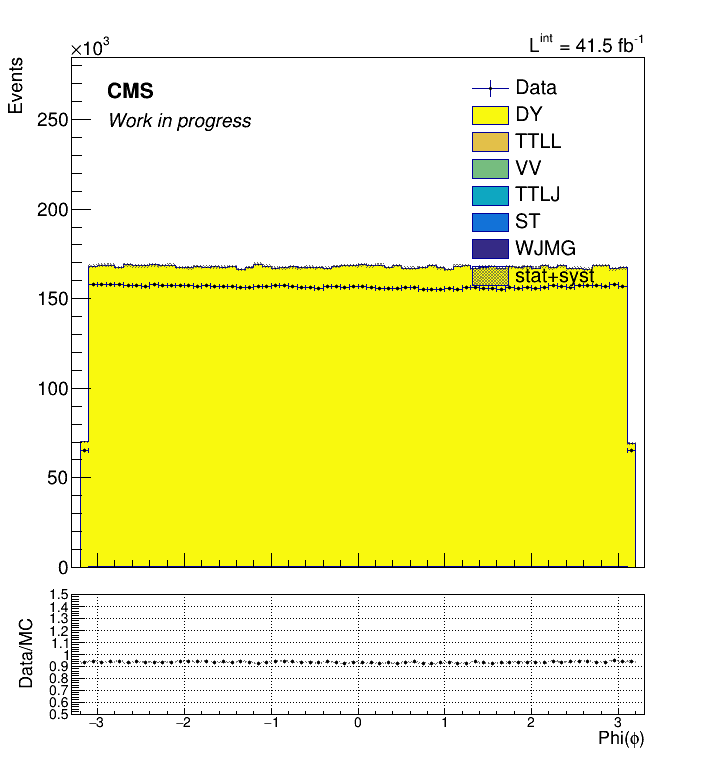 ×10³
L^int = 41.5 fb⁻¹
Events
CMS
Work in progress
Data
DY
TTLL
VV
TTLJ
ST
WJMG
stat+syst
250
200
150
100
50
0
Data/MC
1.5
1.4
1.3
1.2
1.1
1
0.9
0.8
0.7
0.6
0.5
−3 −2 −1 0 1 2 3
Phi(ϕ)